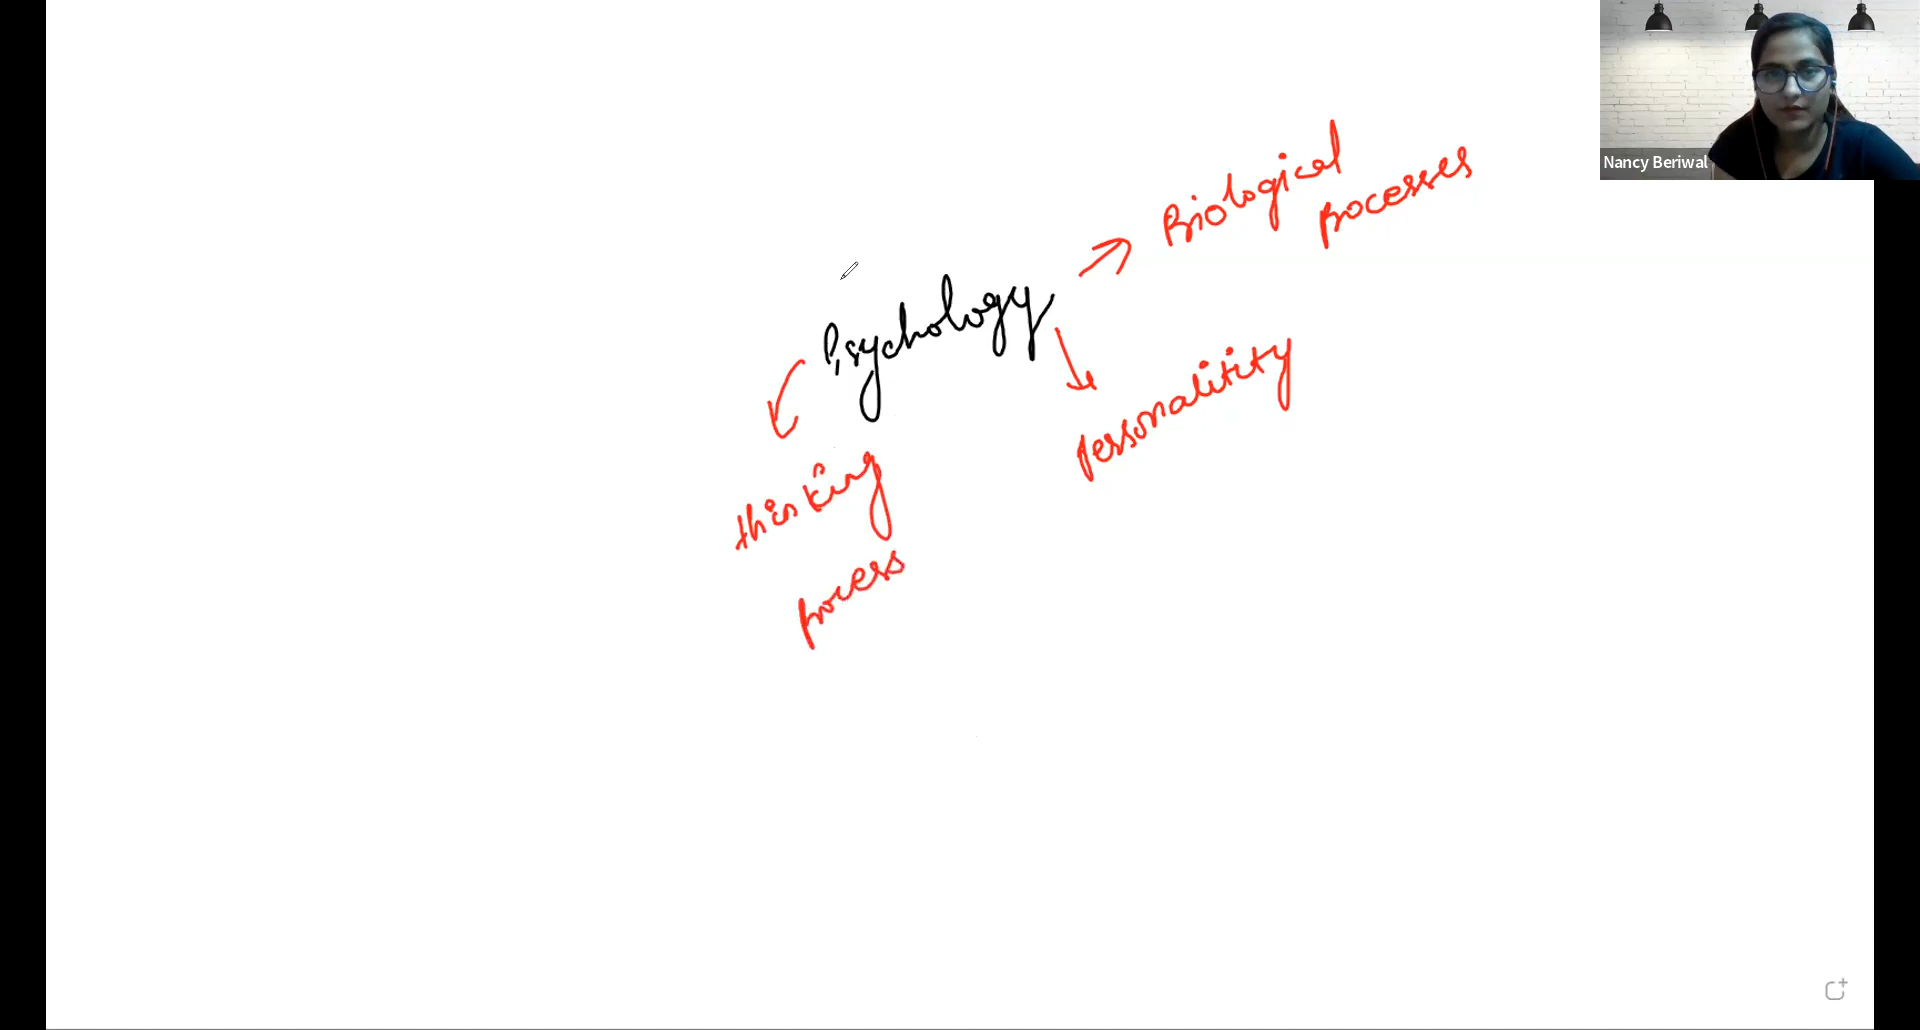 Nancy Beriwal
Biological
processes
Psychology
personalitity
thinking
process